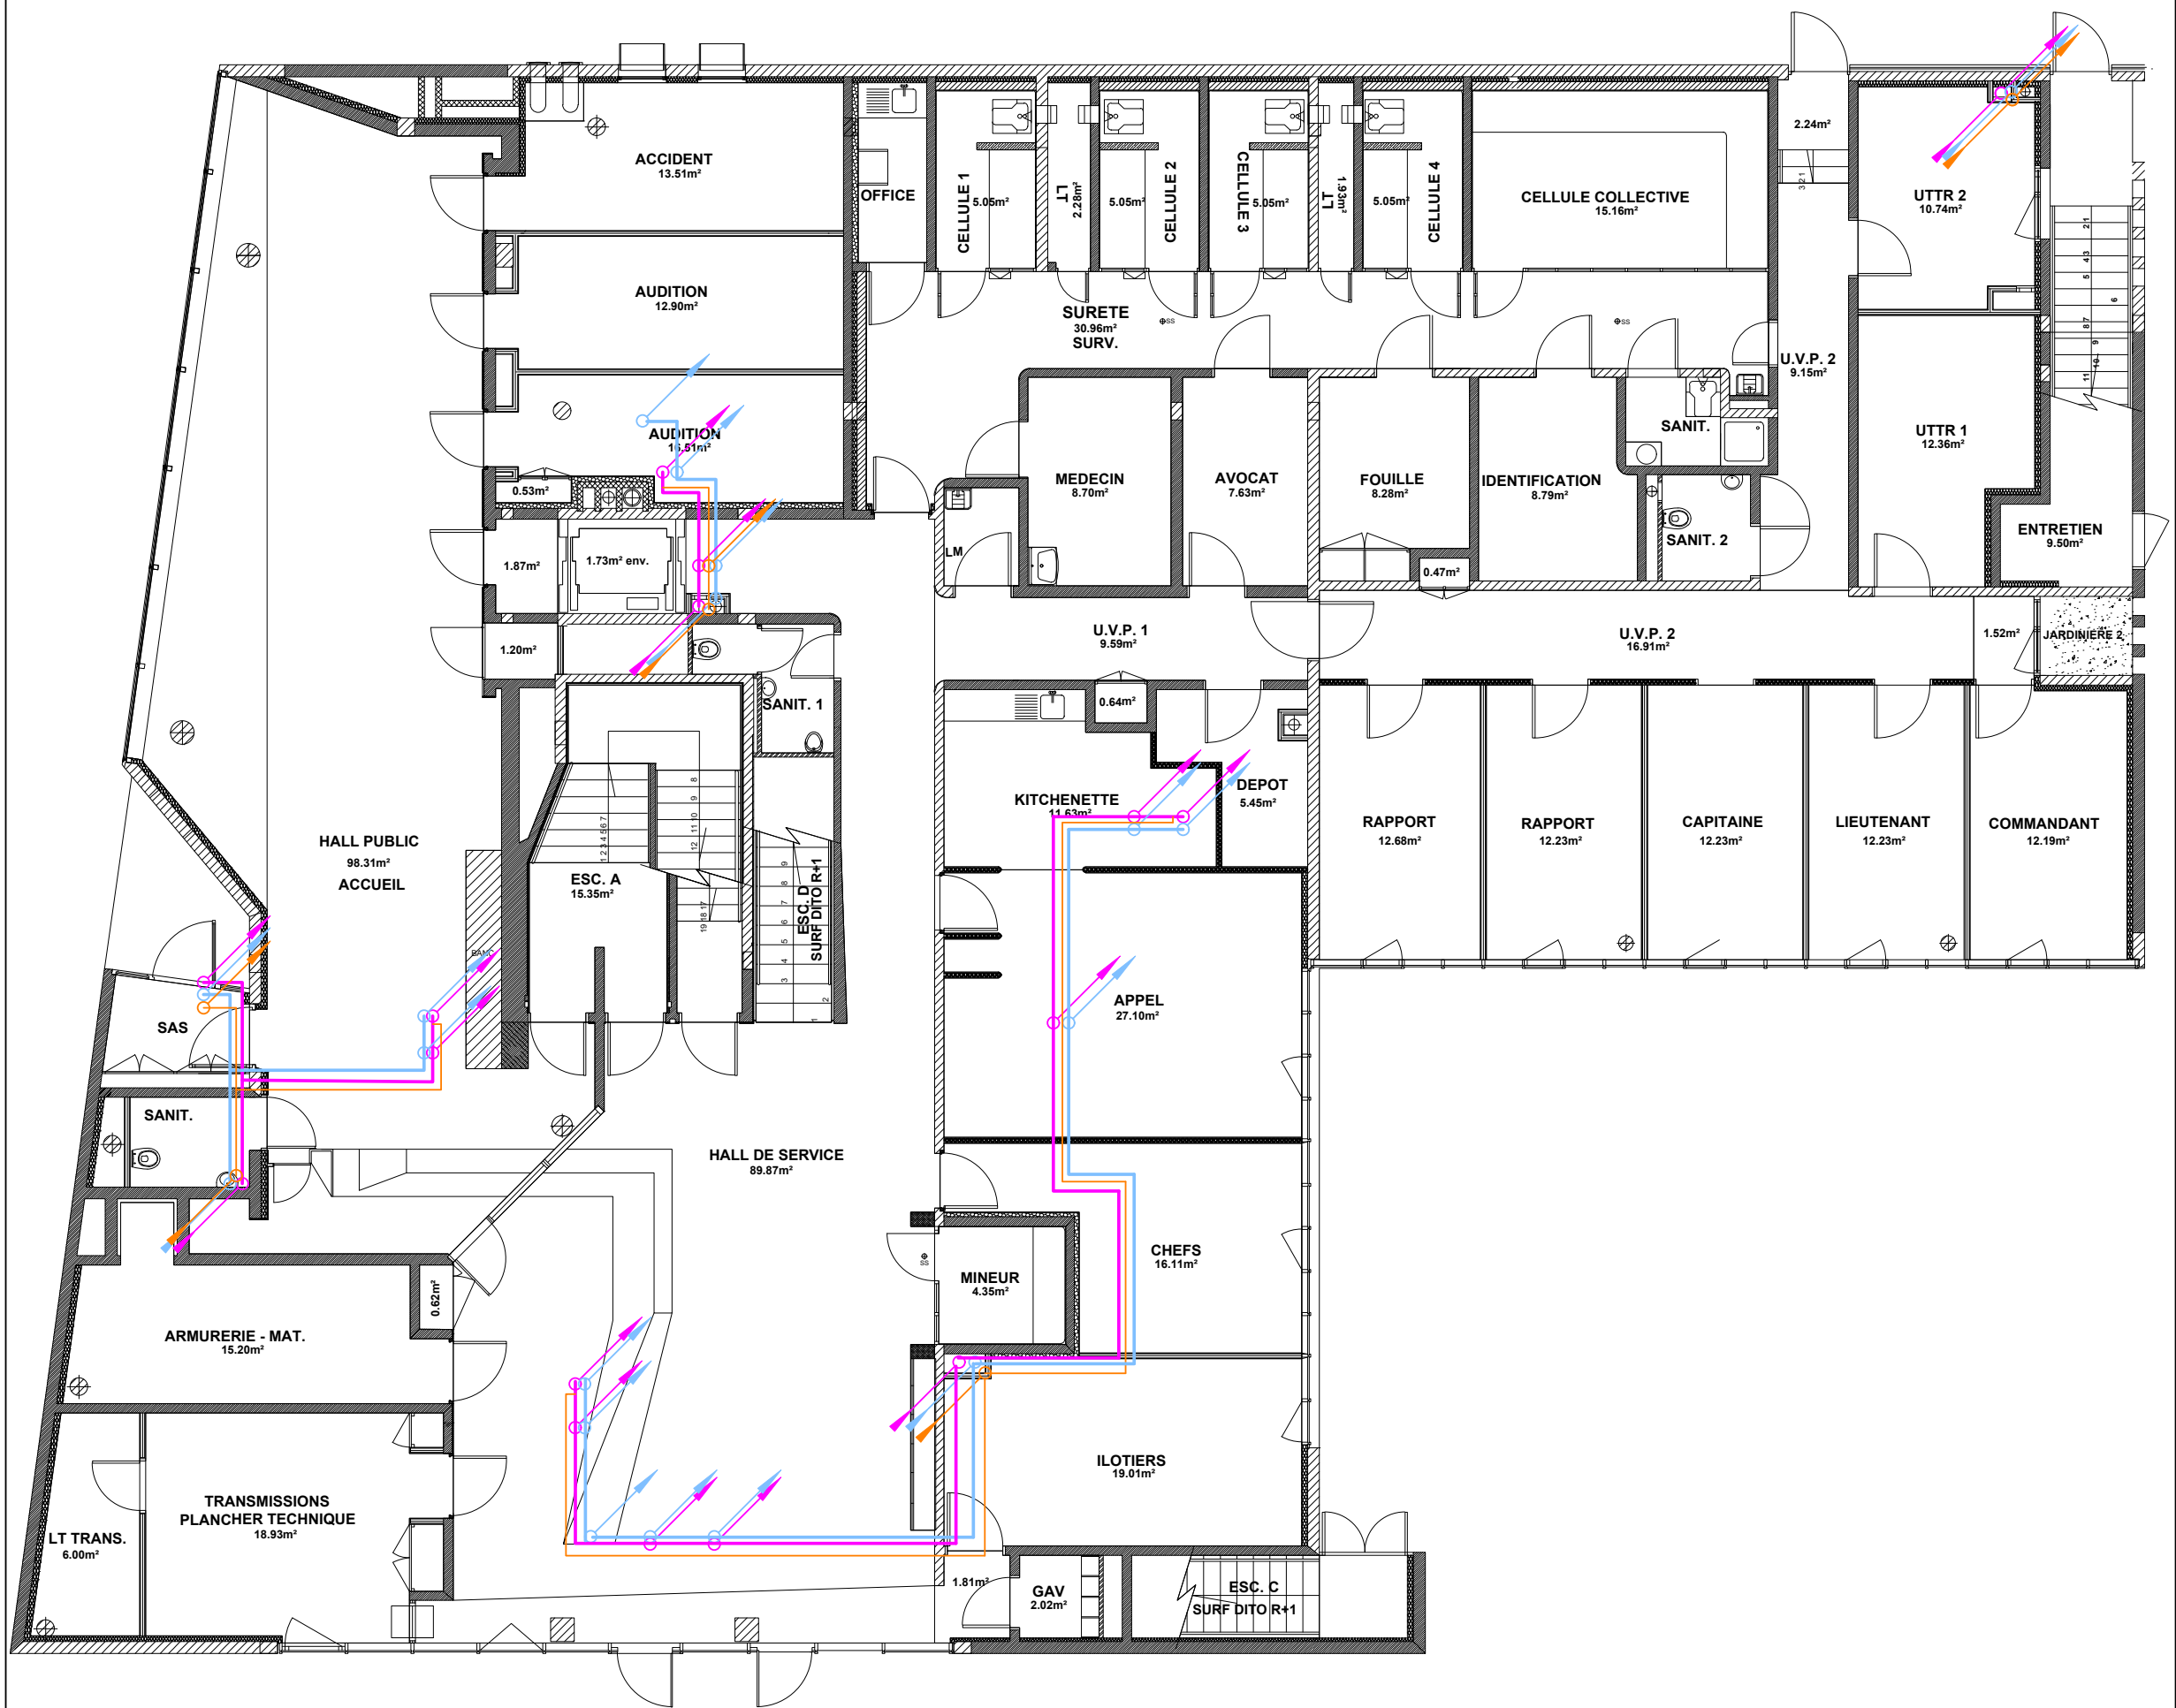 ACCIDENT
13.51m²
OFFICE
CELLULE 1
5.05m²
LT
2.28m²
5.05m²
CELLULE 2
CELLULE 3
5.05m²
LT
1.93m²
5.05m²
CELLULE 4
CELLULE COLLECTIVE
15.16m²
2.24m²
3 2 1
UTTR 2
10.74m²
AUDITION
12.90m²
SURETE
30.96m²
SURV.
SS
SS
U.V.P. 2
9.15m²
AUDITION
16.51m²
0.53m²
MEDECIN
8.70m²
AVOCAT
7.63m²
FOUILLE
8.28m²
IDENTIFICATION
8.79m²
SANIT.
UTTR 1
12.36m²
SANIT. 2
ENTRETIEN
9.50m²
LM
0.47m²
1.87m²
1.73m² env.
1.20m²
U.V.P. 1
9.59m²
U.V.P. 2
16.91m²
1.52m²
JARDINIERE 2
SANIT. 1
0.64m²
KITCHENETTE
11.63m²
DEPOT
5.45m²
RAPPORT
12.68m²
RAPPORT
12.23m²
CAPITAINE
12.23m²
LIEUTENANT
12.23m²
COMMANDANT
12.19m²
HALL PUBLIC
98.31m²
ACCUEIL
ESC. A
15.35m²
ESC. D
SURF DITO R+1
BANC
APPEL
27.10m²
SAS
SANIT.
HALL DE SERVICE
89.87m²
CHEFS
16.11m²
SS
MINEUR
4.35m²
0.62m²
ARMURERIE - MAT.
15.20m²
ILOTIERS
19.01m²
TRANSMISSIONS
PLANCHER TECHNIQUE
18.93m²
LT TRANS.
6.00m²
1.81m²
GAV
2.02m²
ESC. C
SURF DITO R+1